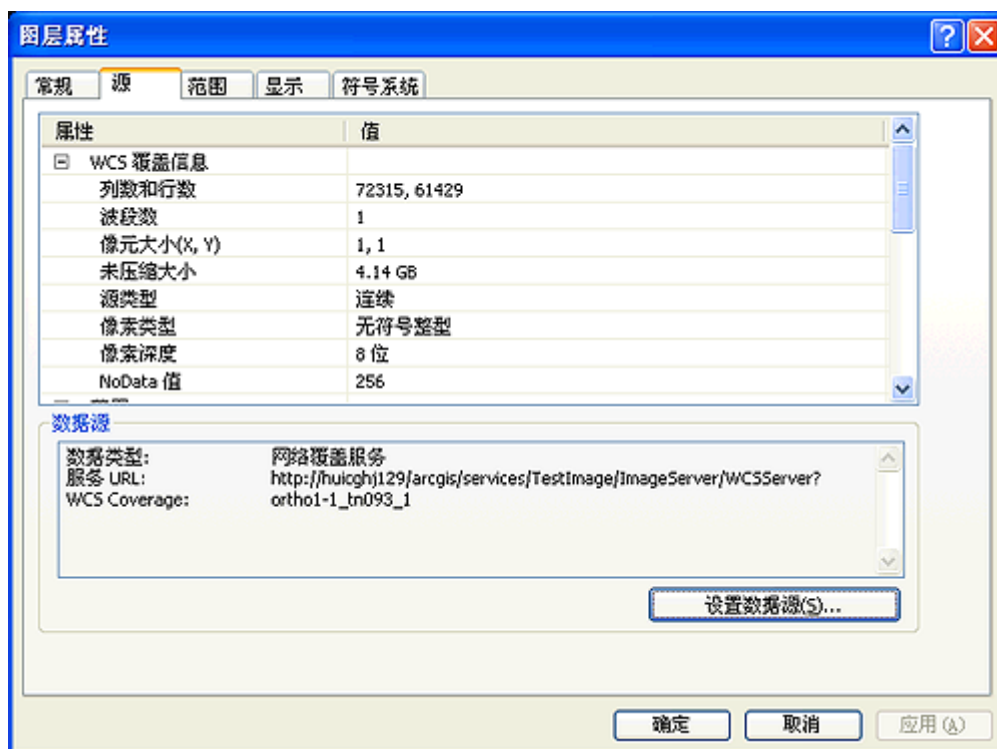 图层属性
常规 源 范围 显示 符号系统
属性 值
WCS 覆盖信息
列数和行数 72315, 61429
波段数 1
像元大小(X, Y) 1, 1
未压缩大小 4.14 GB
源类型 连续
像素类型 无符号整型
像素深度 8 位
NoData 值 256
数据源
数据类型: 网络覆盖服务
服务 URL: http://huicghj129/arcgis/services/TestImage/ImageServer/WCSServer?
WCS Coverage: ortho1-1_tn093_1
设置数据源(S)...
确定 取消 应用(A)